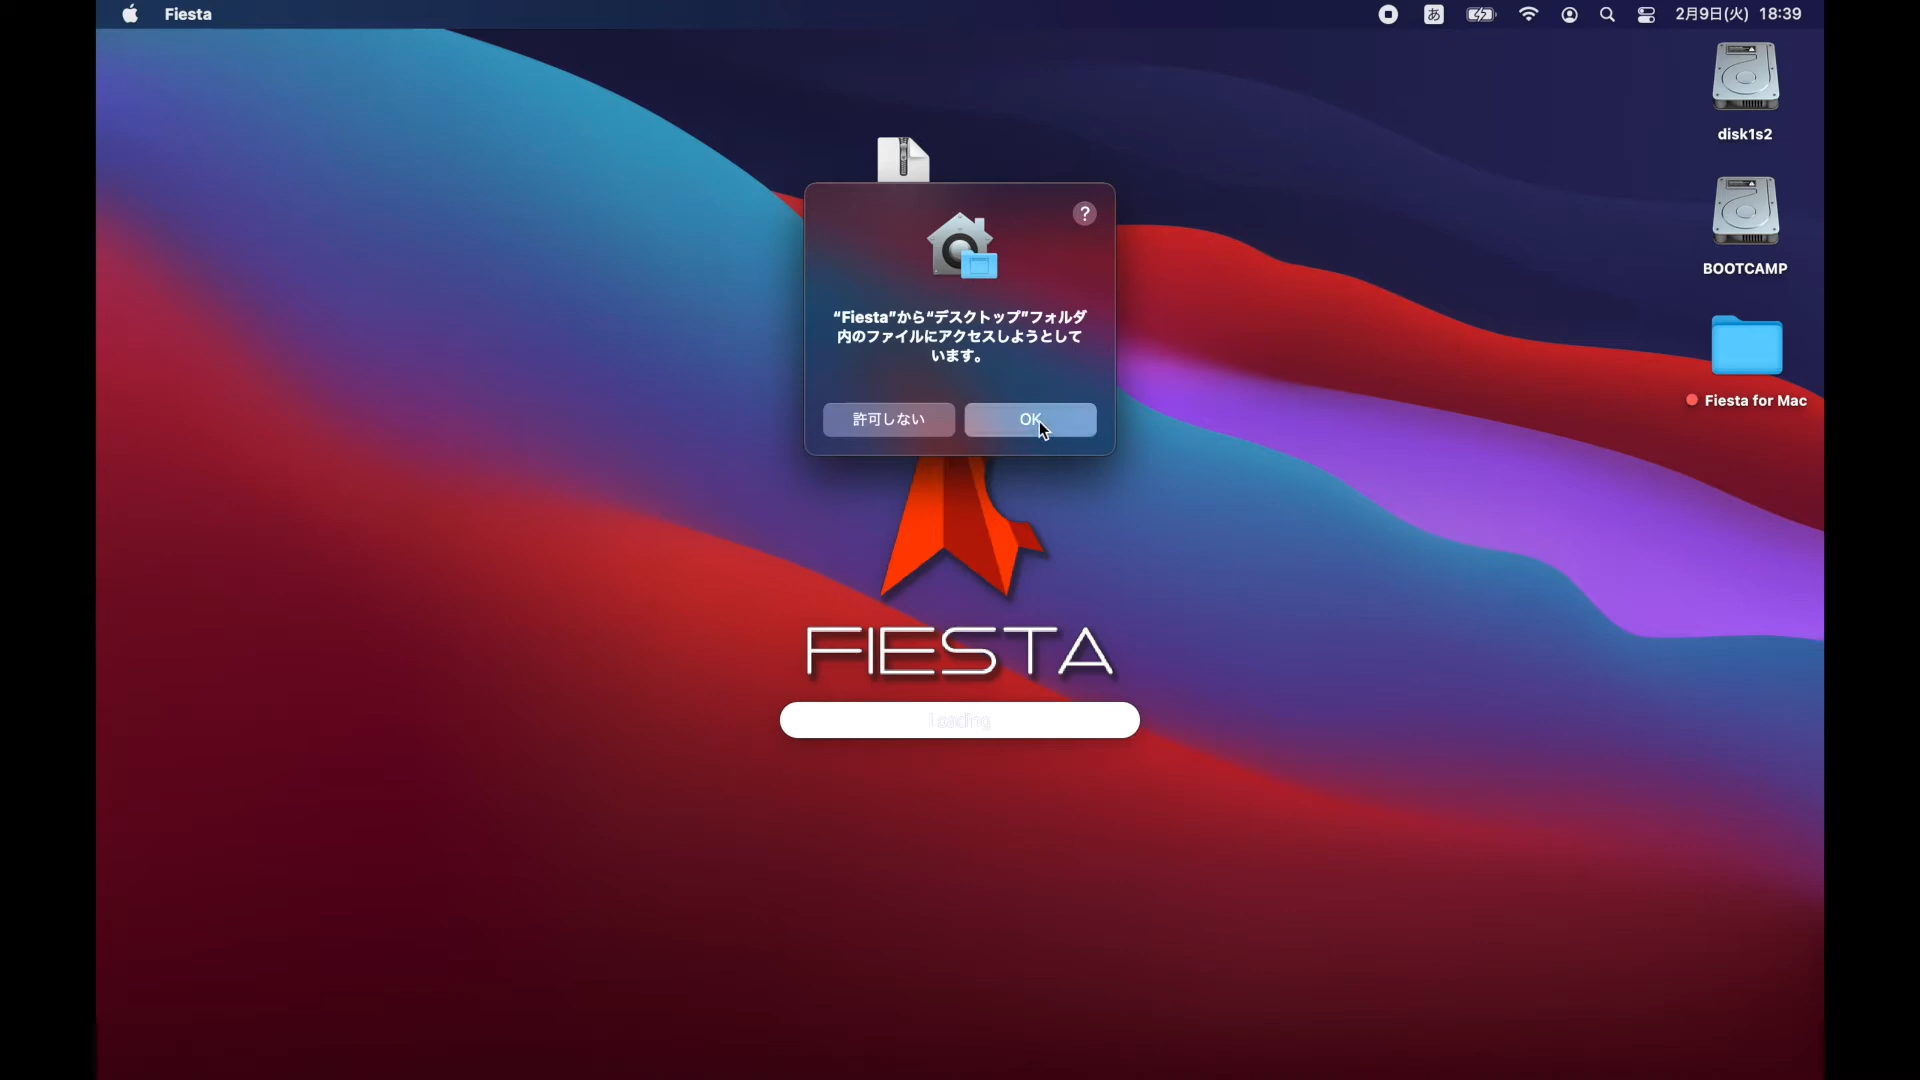 Fiesta
あ
2月9日(火) 18:39
disk1s2
BOOTCAMP
Fiesta for Mac
?
“Fiesta”から“デスクトップ”フォルダ
内のファイルにアクセスしようとして
います。
許可しない
OK
FIESTA
Loading